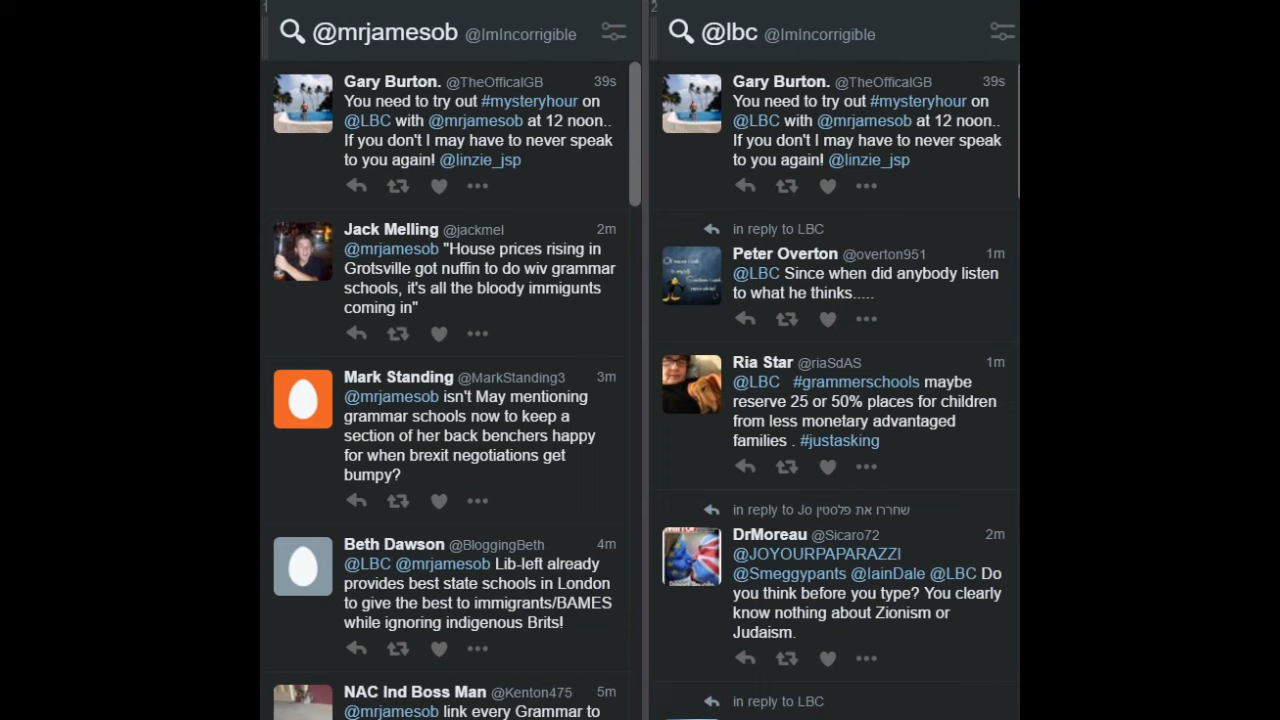 1
@mrjamesob @ImIncorrigible
Gary Burton. @TheOfficalGB 39s
You need to try out #mysteryhour on
@LBC with @mrjamesob at 12 noon..
If you don't I may have to never speak
to you again! @linzie_jsp
Jack Melling @jackmel 2m
@mrjamesob "House prices rising in
Grotsville got nuffin to do wiv grammar
schools, it's all the bloody immigunts
coming in"
Mark Standing @MarkStanding3 3m
@mrjamesob isn't May mentioning
grammar schools now to keep a
section of her back benchers happy
for when brexit negotiations get
bumpy?
Beth Dawson @BloggingBeth 4m
@LBC @mrjamesob Lib-left already
provides best state schools in London
to give the best to immigrants/BAMES
while ignoring indigenous Brits!
NAC Ind Boss Man @Kenton475 5m
@mrjamesob link every Grammar to
2
@lbc @ImIncorrigible
Gary Burton. @TheOfficalGB 39s
You need to try out #mysteryhour on
@LBC with @mrjamesob at 12 noon..
If you don't I may have to never speak
to you again! @linzie_jsp
in reply to LBC
Peter Overton @overton951 1m
@LBC Since when did anybody listen
to what he thinks.....
Ria Star @riaSdAS 1m
@LBC #grammerschools maybe
reserve 25 or 50% places for children
from less monetary advantaged
families . #justasking
in reply to Jo שחררו את פלסטין
DrMoreau @Sicaro72 2m
@JOYOURPAPARAZZI
@Smeggypants @IainDale @LBC Do
you think before you type? You clearly
know nothing about Zionism or
Judaism.
in reply to LBC